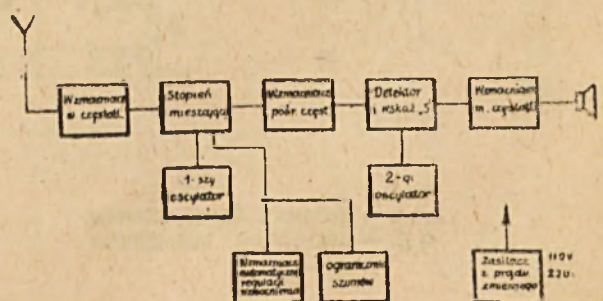 Wzmacniacz
w. częstotl.
Stopień
mieszający
Wzmacniacz
pośr. częst.
Detektor
i wskaź. „S"
Wzmacniacz
m. częstotl.
1-szy
oscylator
2-gi
oscylator
Wzmacniacz
automatycznej
regulacji
wzmocnienia
Ogranicznik
szumów
Zasilacz
z prądu
zmiennego
110V
220V